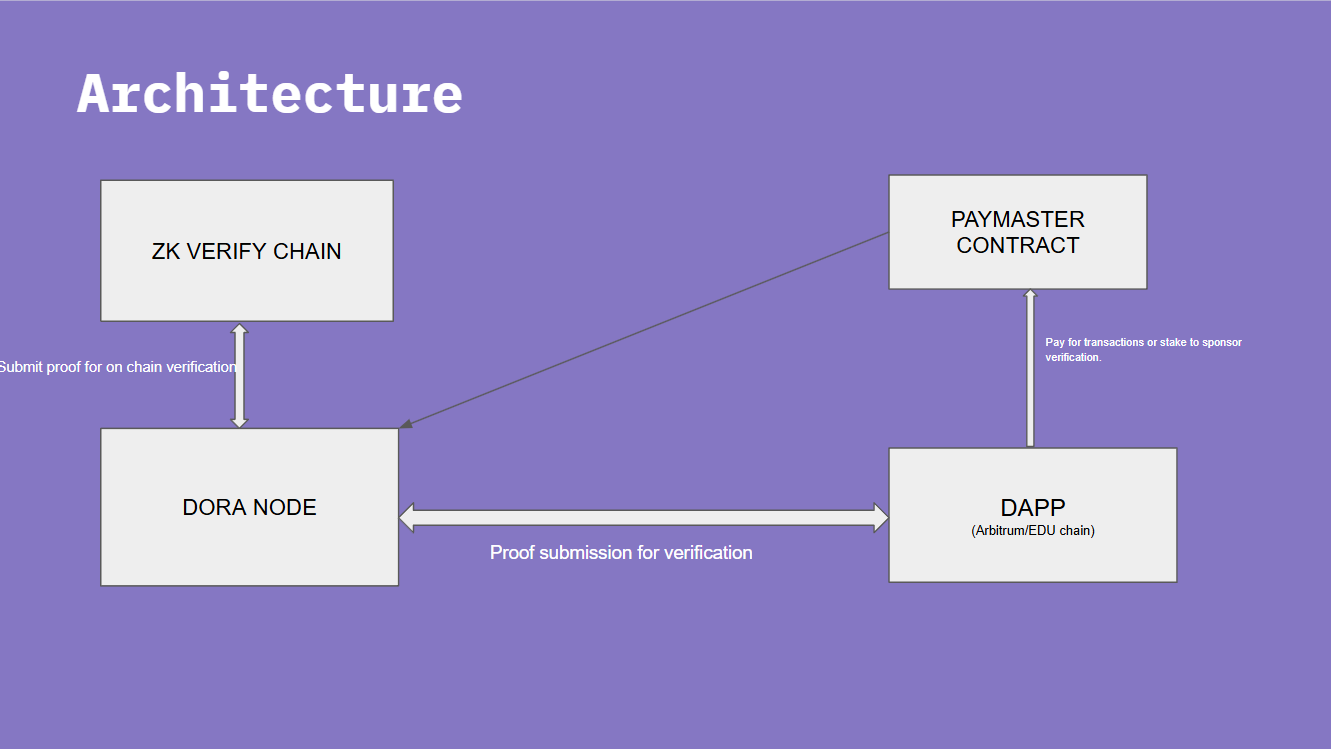 Architecture
ZK VERIFY CHAIN
PAYMASTER
CONTRACT
Submit proof for on chain verification
Pay for transactions or stake to sponsor
verification.
DORA NODE
DAPP
(Arbitrum/EDU chain)
Proof submission for verification